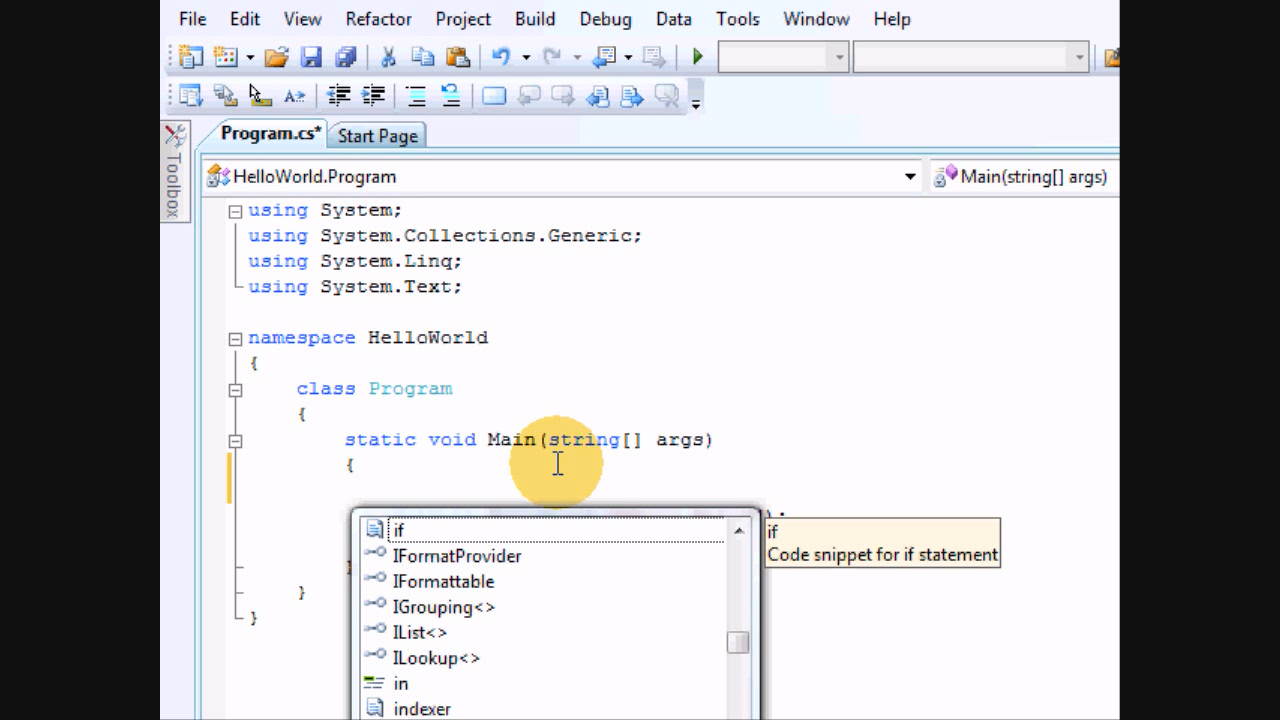 File Edit View Refactor Project Build Debug Data Tools Window Help
Program.cs* Start Page
Toolbox
HelloWorld.Program Main(string[] args)
using System;
using System.Collections.Generic;
using System.Linq;
using System.Text;
namespace HelloWorld
{
class Program
{
static void Main(string[] args)
{
);
if
IFormatProvider
IFormattable
IGrouping<>
IList<>
ILookup<>
in
indexer
if
Code snippet for if statement
}
}